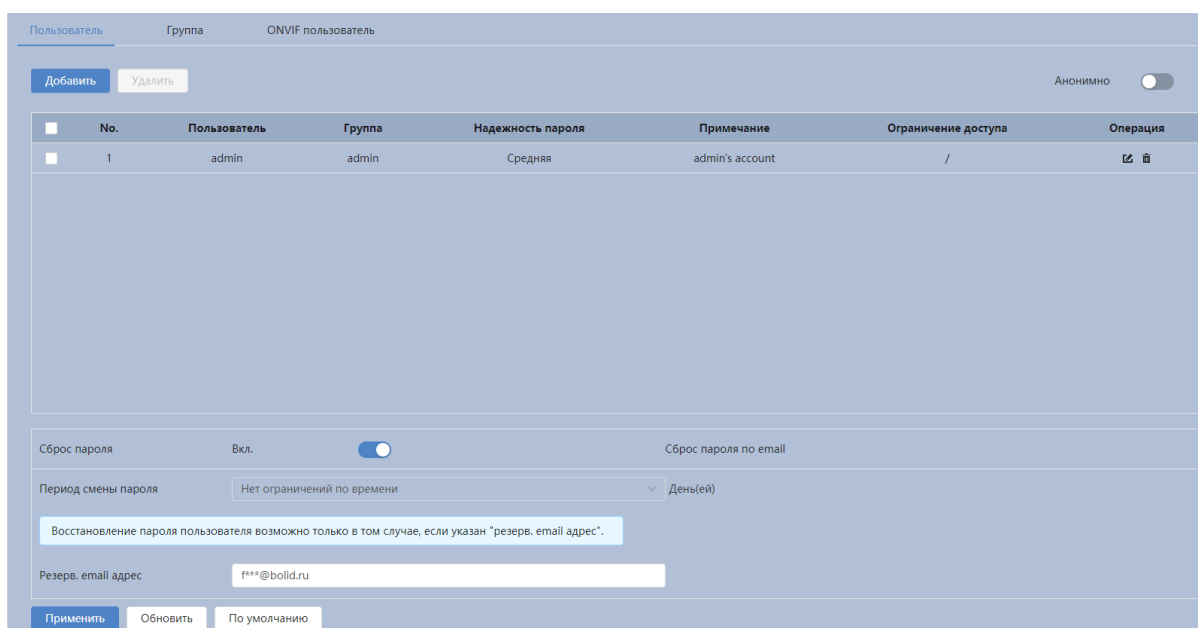 Пользователь Группа ONVIF пользователь
Добавить Удалить Анонимно
No. Пользователь Группа Надежность пароля Примечание Ограничение доступа Операция
1 admin admin Средняя admin's account /
Сброс пароля Вкл. Сброс пароля по email
Период смены пароля Нет ограничений по времени День(ей)
Восстановление пароля пользователя возможно только в том случае, если указан "резерв. email адрес".
Резерв. email адрес f***@bolid.ru
Применить Обновить По умолчанию